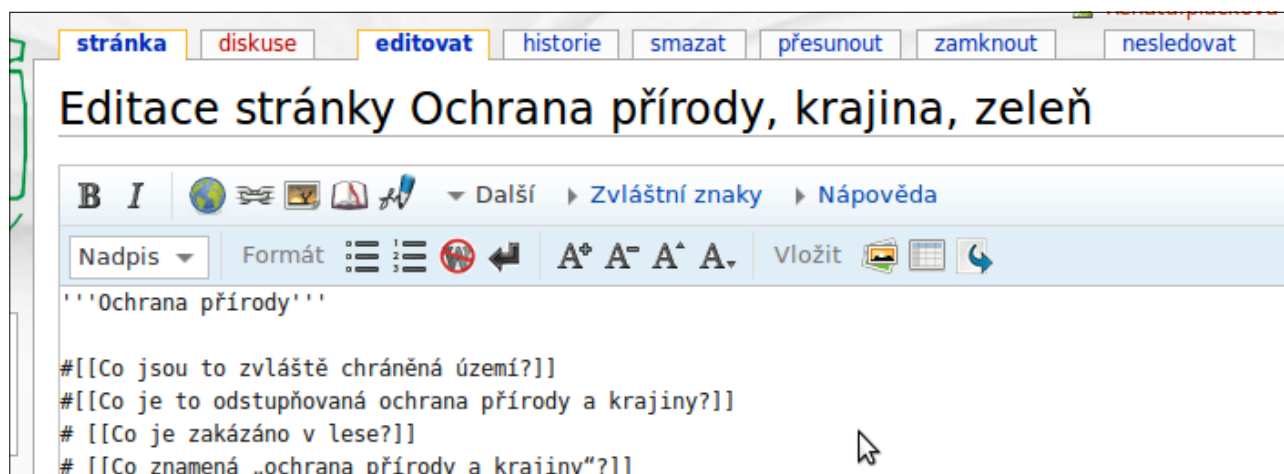 stránka diskuse editovat historie smazat přesunout zamknout nesledovat
Editace stránky Ochrana přírody, krajina, zeleň
B I Další Zvláštní znaky Nápověda
Nadpis Formát A A A A Vložit
'''Ochrana přírody'''
#[[Co jsou to zvláště chráněná území?]]
#[[Co je to odstupňovaná ochrana přírody a krajiny?]]
# [[Co je zakázáno v lese?]]
# [[Co znamená „ochrana přírody a krajiny“?]]